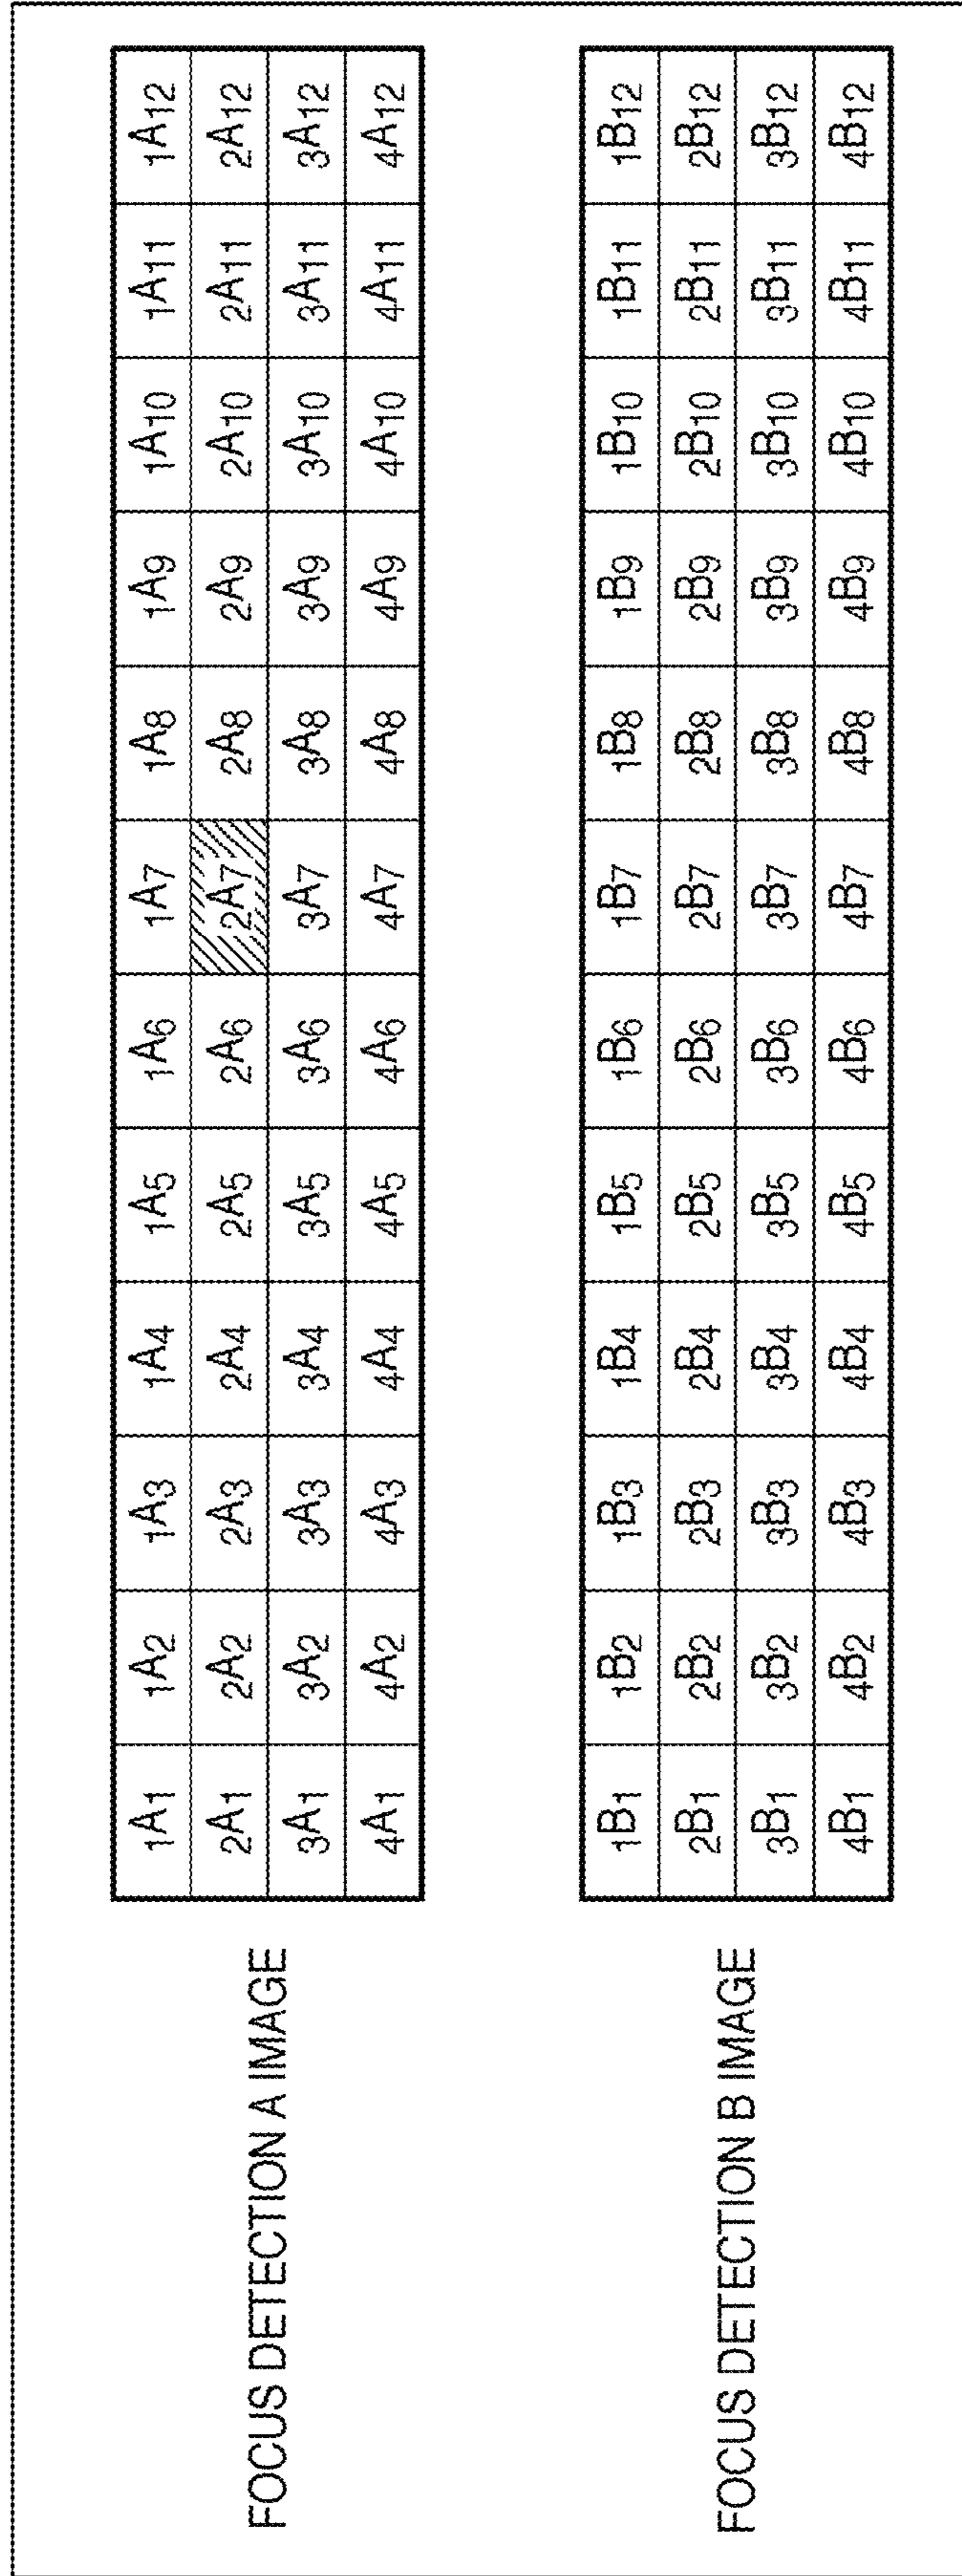 FOCUS DETECTION A IMAGE
1A1 1A2 1A3 1A4 1A5 1A6 1A7 1A8 1A9 1A10 1A11 1A12
2A1 2A2 2A3 2A4 2A5 2A6 2A7 2A8 2A9 2A10 2A11 2A12
3A1 3A2 3A3 3A4 3A5 3A6 3A7 3A8 3A9 3A10 3A11 3A12
4A1 4A2 4A3 4A4 4A5 4A6 4A7 4A8 4A9 4A10 4A11 4A12
FOCUS DETECTION B IMAGE
1B1 1B2 1B3 1B4 1B5 1B6 1B7 1B8 1B9 1B10 1B11 1B12
2B1 2B2 2B3 2B4 2B5 2B6 2B7 2B8 2B9 2B10 2B11 2B12
3B1 3B2 3B3 3B4 3B5 3B6 3B7 3B8 3B9 3B10 3B11 3B12
4B1 4B2 4B3 4B4 4B5 4B6 4B7 4B8 4B9 4B10 4B11 4B12